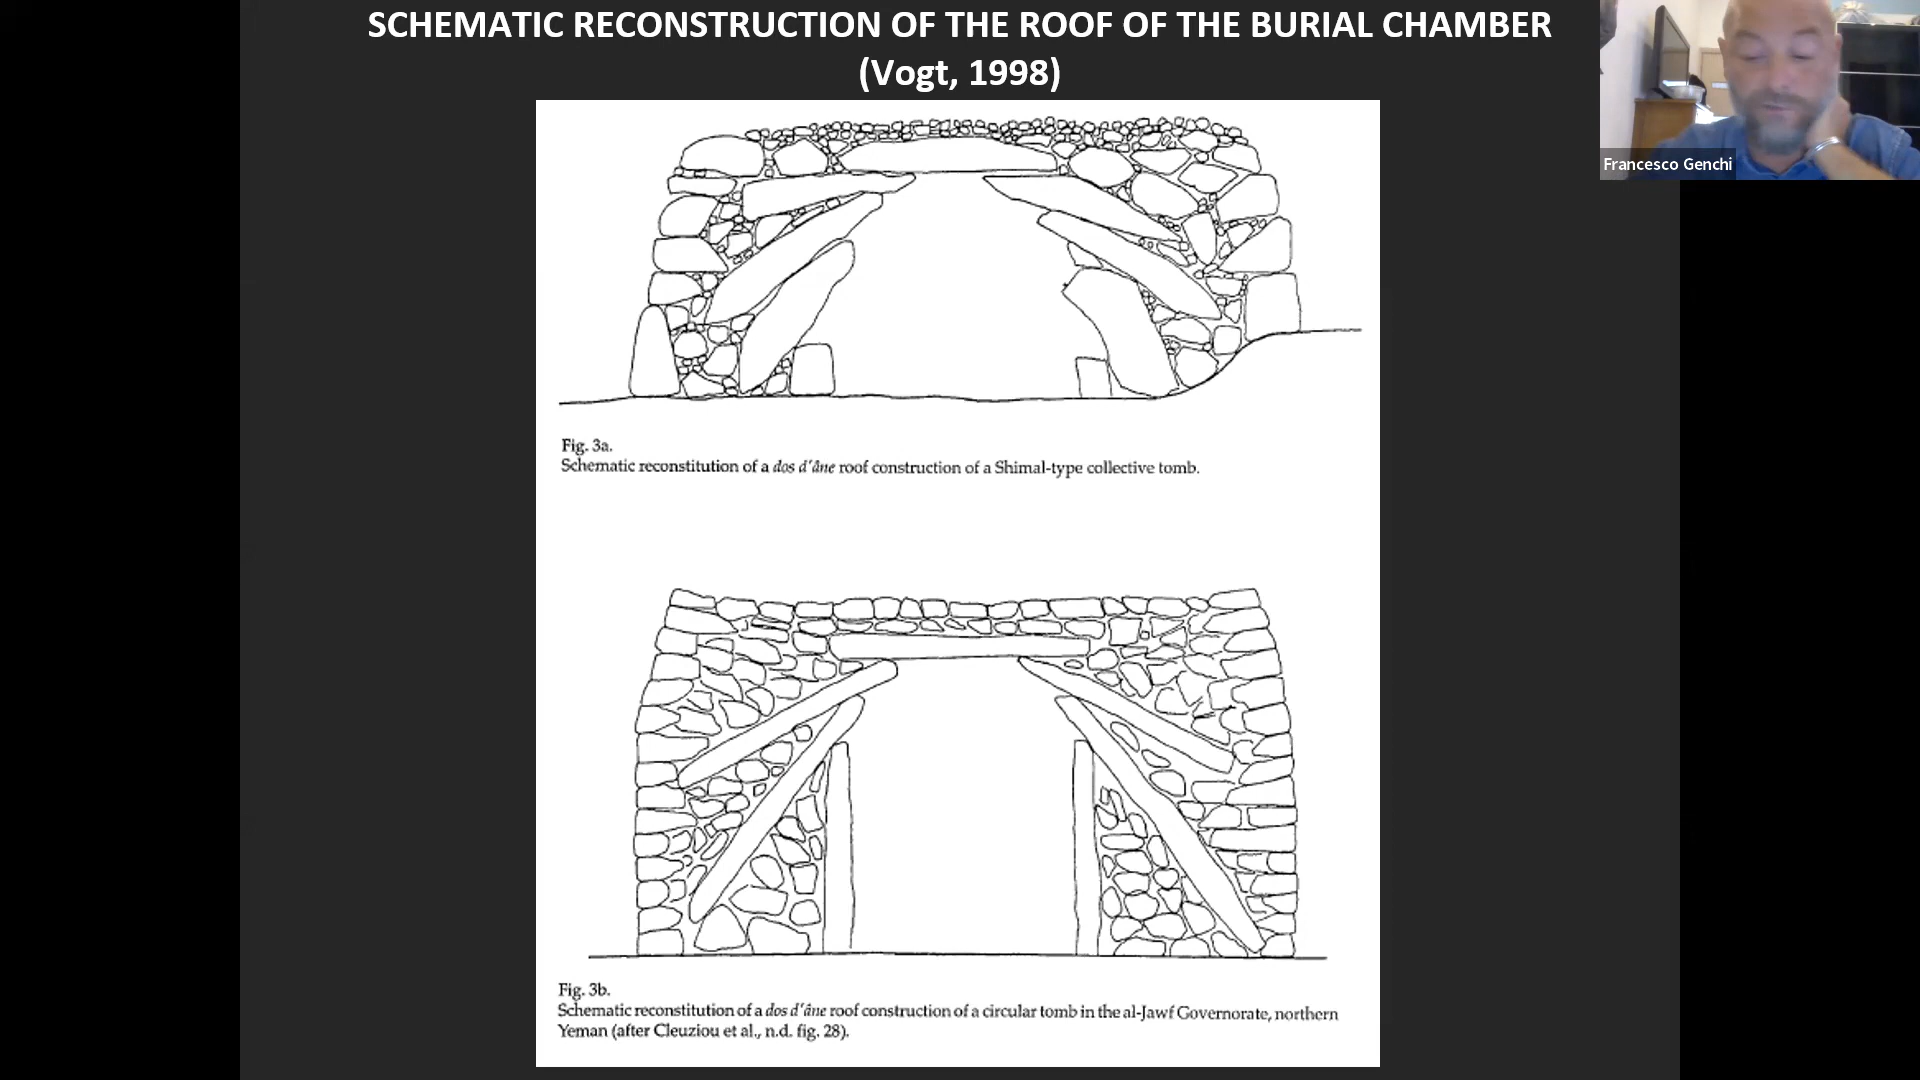 SCHEMATIC RECONSTRUCTION OF THE ROOF OF THE BURIAL CHAMBER
(Vogt, 1998)
Francesco Genchi
Fig. 3a.
Schematic reconstitution of a dos d'âne roof construction of a Shimal-type collective tomb.
Fig. 3b.
Schematic reconstitution of a dos d'âne roof construction of a circular tomb in the al-Jawf Governorate, northern
Yeman (after Cleuziou et al., n.d. fig. 28).